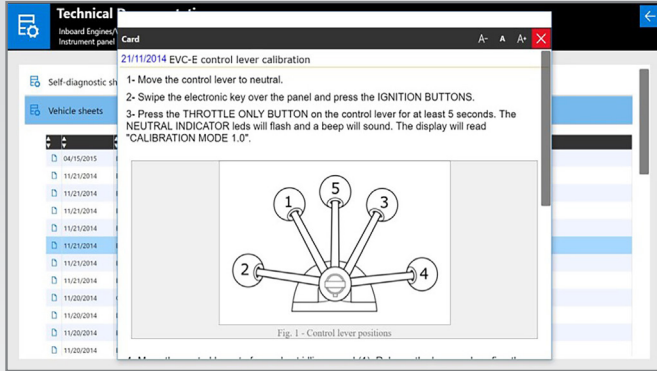 Technical
Inboard Engines/
Instrument panel
Card
A- A A+
21/11/2014 EVC-E control lever calibration
1- Move the control lever to neutral.
2- Swipe the electronic key over the panel and press the IGNITION BUTTONS.
3- Press the THROTTLE ONLY BUTTON on the control lever for at least 5 seconds. The
NEUTRAL INDICATOR leds will flash and a beep will sound. The display will read
"CALIBRATION MODE 1.0".
Self-diagnostic sh
Vehicle sheets
04/15/2015
11/21/2014
11/21/2014
11/21/2014
11/21/2014
11/21/2014
11/21/2014
11/21/2014
11/20/2014
11/20/2014
11/20/2014
11/20/2014
1
5
3
2
4
Fig. 1 - Control lever positions